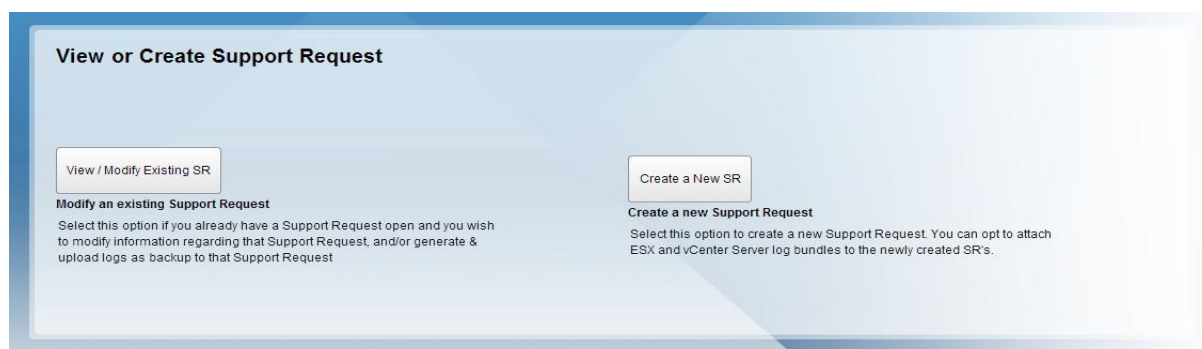 View or Create Support Request
View / Modify Existing SR
Modify an existing Support Request
Select this option if you already have a Support Request open and you wish
to modify information regarding that Support Request, and/or generate &
upload logs as backup to that Support Request
Create a New SR
Create a new Support Request
Select this option to create a new Support Request. You can opt to attach
ESX and vCenter Server log bundles to the newly created SR's.